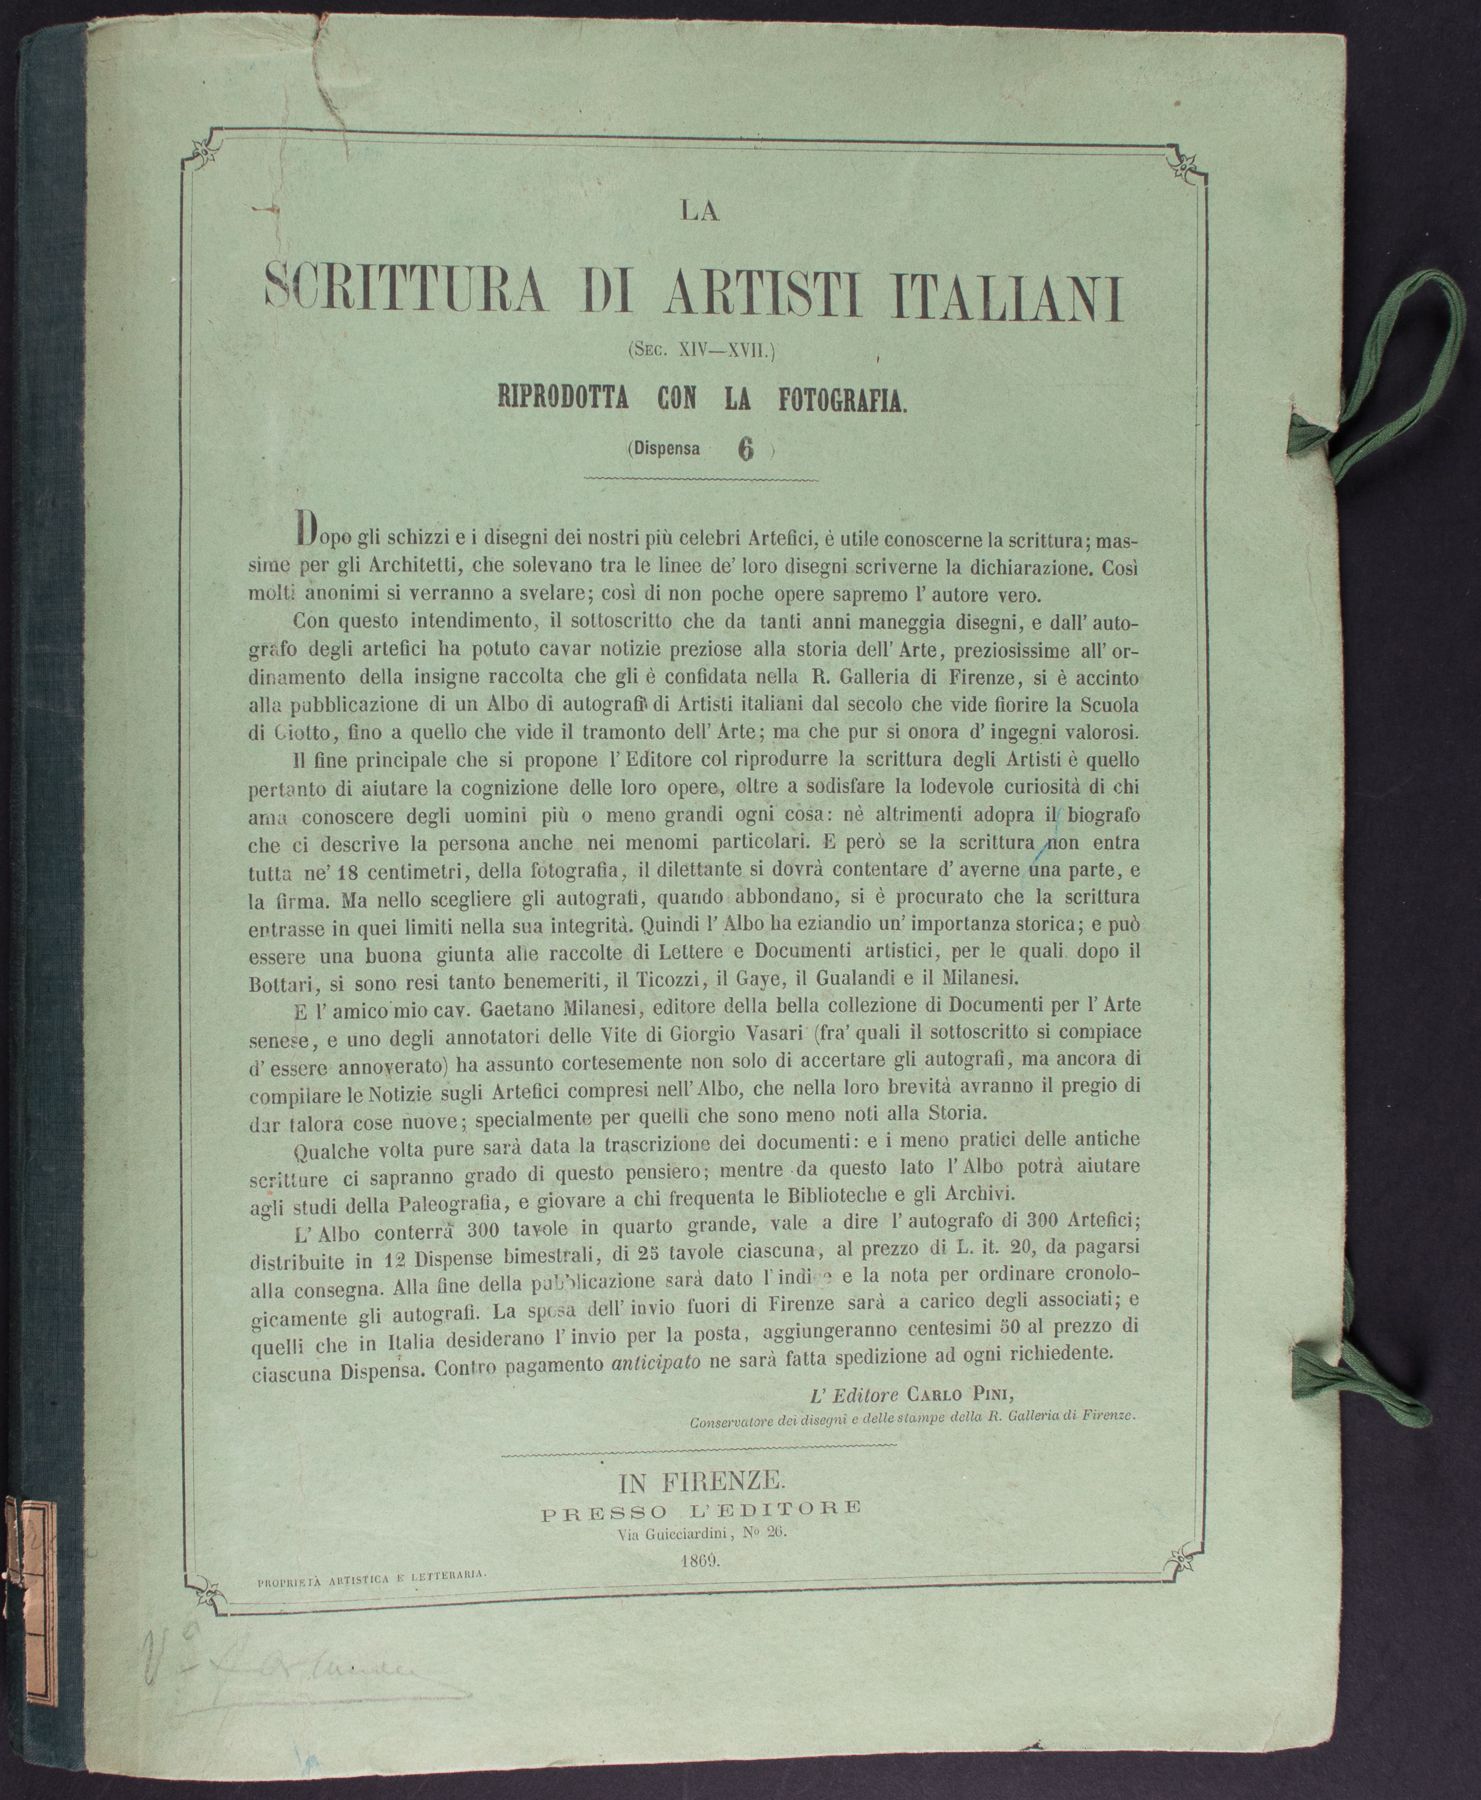 LA
SCRITTURA DI ARTISTI ITALIANI
(Sec. XIV—XVII.)
RIPRODOTTA CON LA FOTOGRAFIA.
(Dispensa 6 )
Dopo gli schizzi e i disegni dei nostri più celebri Artefici, è utile conoscerne la scrittura; mas-
sime per gli Architetti, che solevano tra le linee de' loro disegni scriverne la dichiarazione. Così
molti anonimi si verranno a svelare; così di non poche opere sapremo l' autore vero.
Con questo intendimento, il sottoscritto che da tanti anni maneggia disegni, e dall' auto-
grafo degli artefici ha potuto cavar notizie preziose alla storia dell' Arte, preziosissime all' or-
dinamento della insigne raccolta che gli è confidata nella R. Galleria di Firenze, si è accinto
alla pubblicazione di un Albo di autografi di Artisti italiani dal secolo che vide fiorire la Scuola
di Giotto, fino a quello che vide il tramonto dell' Arte; ma che pur si onora d' ingegni valorosi.
Il fine principale che si propone l' Editore col riprodurre la scrittura degli Artisti è quello
pertanto di aiutare la cognizione delle loro opere, oltre a sodisfare la lodevole curiosità di chi
ama conoscere degli uomini più o meno grandi ogni cosa: nè altrimenti adopra il biografo
che ci descrive la persona anche nei menomi particolari. E però se la scrittura non entra
tutta ne' 18 centimetri, della fotografia, il dilettante si dovrà contentare d' averne una parte, e
la firma. Ma nello scegliere gli autografi, quando abbondano, si è procurato che la scrittura
entrasse in quei limiti nella sua integrità. Quindi l' Albo ha eziandio un' importanza storica; e può
essere una buona giunta alle raccolte di Lettere e Documenti artistici, per le quali dopo il
Bottari, si sono resi tanto benemeriti, il Ticozzi, il Gaye, il Gualandi e il Milanesi.
E l' amico mio cav. Gaetano Milanesi, editore della bella collezione di Documenti per l' Arte
senese, e uno degli annotatori delle Vite di Giorgio Vasari (fra' quali il sottoscritto si compiace
d' essere annoverato) ha assunto cortesemente non solo di accertare gli autografi, ma ancora di
compilare le Notizie sugli Artefici compresi nell' Albo, che nella loro brevità avranno il pregio di
dar talora cose nuove; specialmente per quelli che sono meno noti alla Storia.
Qualche volta pure sarà data la trascrizione dei documenti: e i meno pratici delle antiche
scritture ci sapranno grado di questo pensiero; mentre da questo lato l' Albo potrà aiutare
agli studi della Paleografia, e giovare a chi frequenta le Biblioteche e gli Archivi.
L' Albo conterrà 300 tavole in quarto grande, vale a dire l' autografo di 300 Artefici;
distribuite in 12 Dispense bimestrali, di 25 tavole ciascuna, al prezzo di L. it. 20, da pagarsi
alla consegna. Alla fine della pubblicazione sarà dato l' indice e la nota per ordinare cronolo-
gicamente gli autografi. La spesa dell' invio fuori di Firenze sarà a carico degli associati; e
quelli che in Italia desiderano l' invio per la posta, aggiungeranno centesimi 50 al prezzo di
ciascuna Dispensa. Contro pagamento anticipato ne sarà fatta spedizione ad ogni richiedente.
L' Editore Carlo Pini,
Conservatore dei disegni e delle stampe della R. Galleria di Firenze.
IN FIRENZE.
PRESSO L'EDITORE
Via Guicciardini, Nº 26.
1869.
PROPRIETÀ ARTISTICA E LETTERARIA.